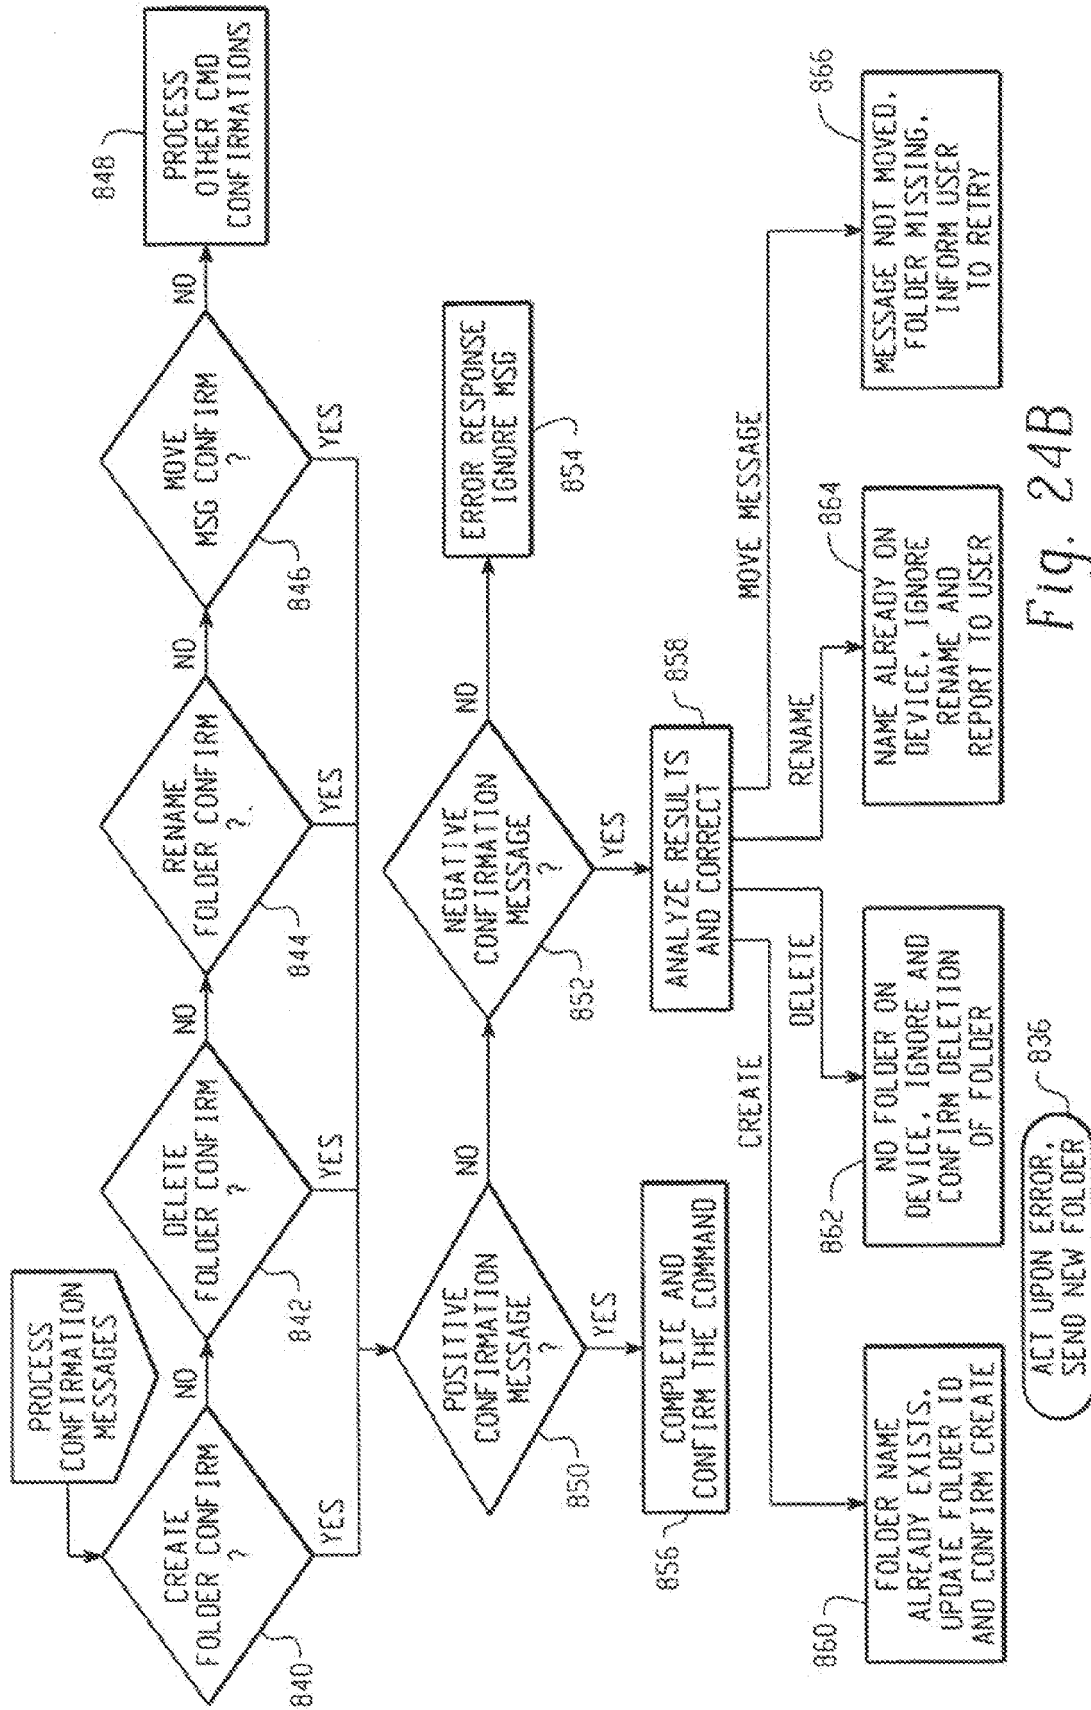 PROCESS
CONFIRMATION
MESSAGES
CREATE
FOLDER CONFIRM
?
840
NO
YES
DELETE
FOLDER CONFIRM
?
842
NO
YES
RENAME
FOLDER CONFIRM
?
844
NO
YES
MOVE
MSG CONFIRM
?
846
NO
YES
PROCESS
OTHER CMD
CONFIRMATIONS
848
POSITIVE
CONFIRMATION
MESSAGE
?
850
NO
YES
NEGATIVE
CONFIRMATION
MESSAGE
?
852
NO
YES
ERROR RESPONSE
IGNORE MSG
854
COMPLETE AND
CONFIRM THE COMMAND
856
ANALYZE RESULTS
AND CORRECT
858
CREATE
DELETE
RENAME
MOVE MESSAGE
FOLDER NAME
ALREADY EXISTS.
UPDATE FOLDER ID
AND CONFIRM CREATE
860
NO FOLDER ON
DEVICE, IGNORE AND
CONFIRM DELETION
OF FOLDER
862
NAME ALREADY ON
DEVICE, IGNORE
RENAME AND
REPORT TO USER
864
MESSAGE NOT MOVED,
FOLDER MISSING,
INFORM USER
TO RETRY
866
ACT UPON ERROR,
SEND NEW FOLDER
836
Fig. 24B